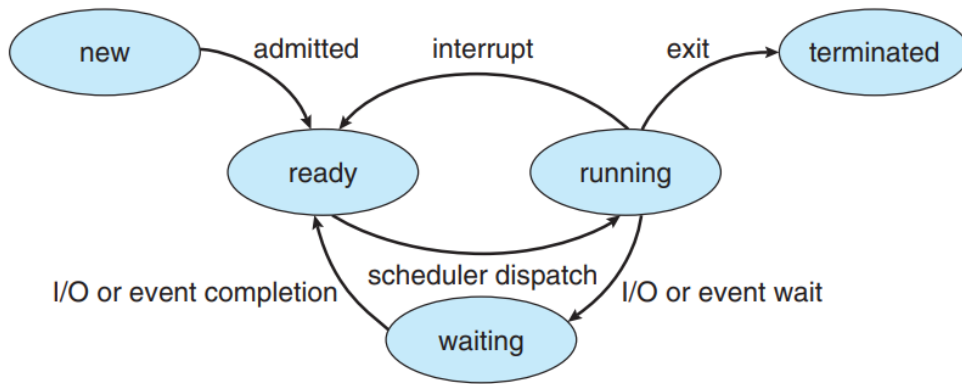 new
admitted
interrupt
exit
terminated
ready
running
scheduler dispatch
I/O or event completion
I/O or event wait
waiting